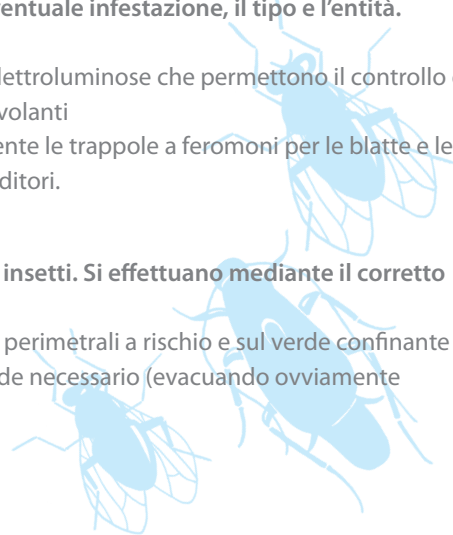 entuale infestazione, il tipo e l'entità.
lettroluminose che permettono il controllo
volanti
ente le trappole a feromoni per le blatte e le
ditori.
insetti. Si effettuano mediante il corretto
perimetrali a rischio e sul verde confinante
de necessario (evacuando ovviamente